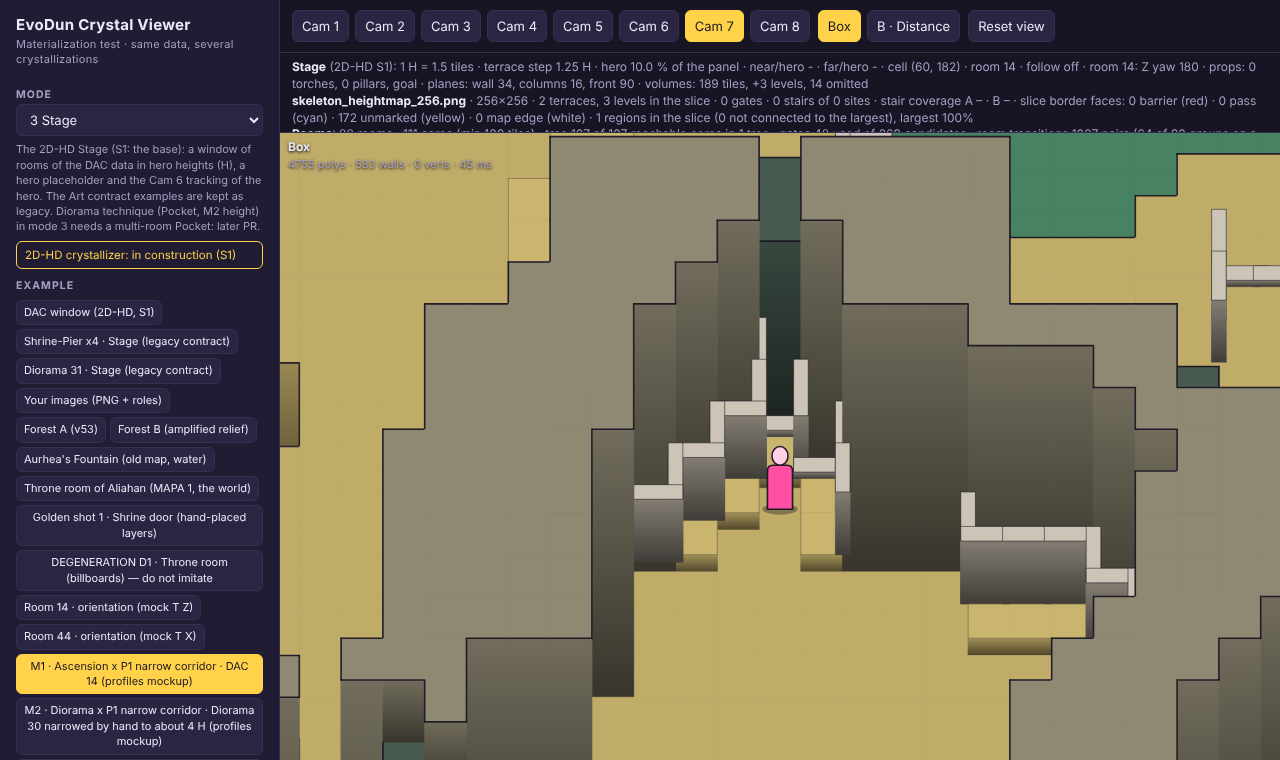 EvoDun Crystal Viewer
Materialization test · same data, several
crystallizations
MODE
3 Stage
The 2D-HD Stage (S1: the base): a window of
rooms of the DAC data in hero heights (H), a
hero placeholder and the Cam 6 tracking of the
hero. The Art contract examples are kept as
legacy. Diorama technique (Pocket, M2 height)
in mode 3 needs a multi-room Pocket: later PR.
2D-HD crystallizer: in construction (S1)
EXAMPLE
DAC window (2D-HD, S1)
Shrine-Pier x4 · Stage (legacy contract)
Diorama 31 · Stage (legacy contract)
Your images (PNG + roles)
Forest A (v53)
Forest B (amplified relief)
Aurhea's Fountain (old map, water)
Throne room of Aliahan (MAPA 1, the world)
Golden shot 1 · Shrine door (hand-placed
layers)
DEGENERATION D1 · Throne room
(billboards) — do not imitate
Room 14 · orientation (mock T Z)
Room 44 · orientation (mock T X)
M1 · Ascension x P1 narrow corridor · DAC
14 (profiles mockup)
M2 · Diorama x P1 narrow corridor · Diorama
30 narrowed by hand to about 4 H (profiles
mockup)
Cam 1
Cam 2
Cam 3
Cam 4
Cam 5
Cam 6
Cam 7
Cam 8
Box
B · Distance
Reset view
Stage (2D-HD S1): 1 H = 1.5 tiles · terrace step 1.25 H · hero 10.0 % of the panel · near/hero - · far/hero - · cell (60, 182) · room 14 · follow off · room 14: Z yaw 180 · props: 0
torches, 0 pillars, goal · planes: wall 34, columns 16, front 90 · volumes: 189 tiles, +3 levels, 14 omitted
skeleton_heightmap_256.png · 256×256 · 2 terraces, 3 levels in the slice · 0 gates · 0 stairs of 0 sites · stair coverage A – · B – · slice border faces: 0 barrier (red) · 0 pass
(cyan) · 172 unmarked (yellow) · 0 map edge (white) · 1 regions in the slice (0 not connected to the largest), largest 100%
Box
4755 polys · 583 walls · 0 verts · 45 ms